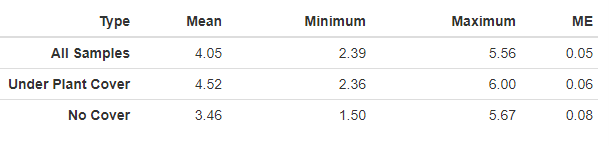 Type Mean Minimum Maximum ME
All Samples 4.05 2.39 5.56 0.05
Under Plant Cover 4.52 2.36 6.00 0.06
No Cover 3.46 1.50 5.67 0.08